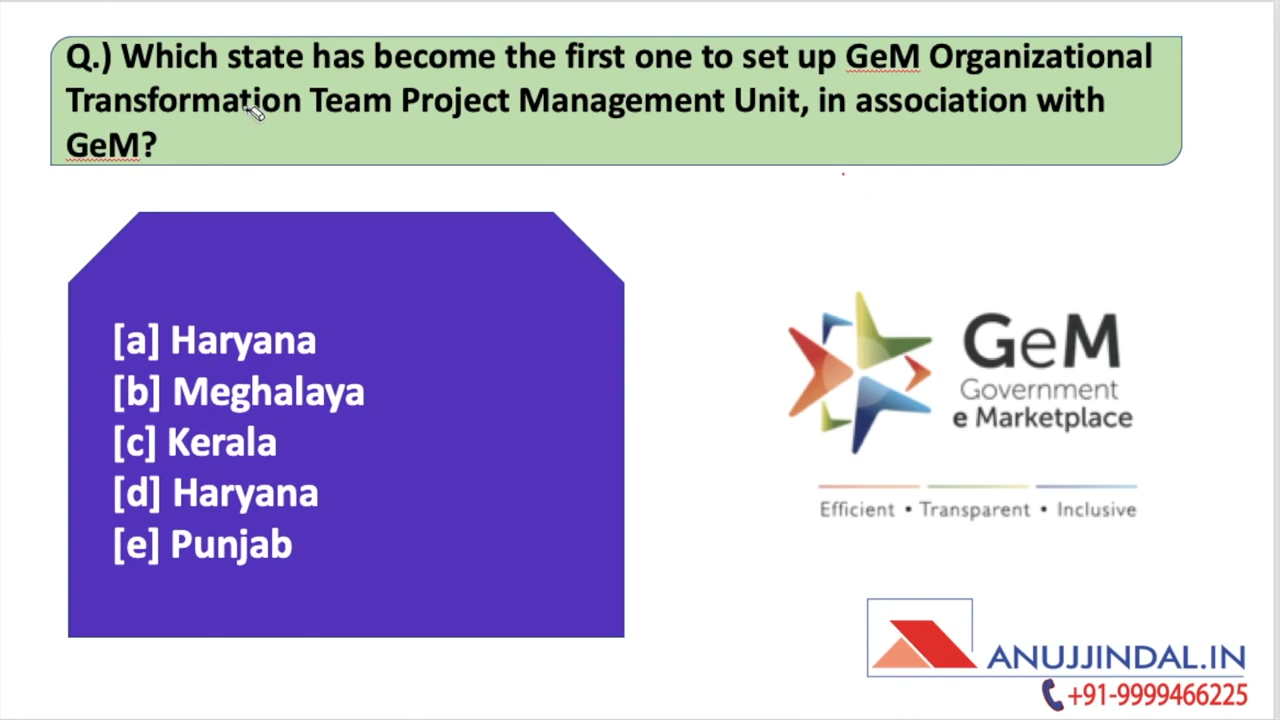 Q.) Which state has become the first one to set up GeM Organizational
Transformation Team Project Management Unit, in association with
GeM?
[a] Haryana
[b] Meghalaya
[c] Kerala
[d] Haryana
[e] Punjab
GeM
Government
e Marketplace
Efficient • Transparent • Inclusive
ANUJJINDAL.IN
+91-9999466225